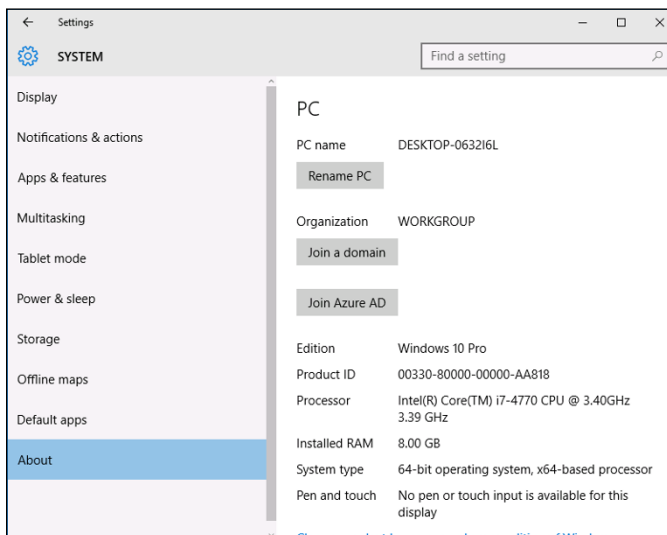 Settings
SYSTEM
Find a setting
Display
Notifications & actions
Apps & features
Multitasking
Tablet mode
Power & sleep
Storage
Offline maps
Default apps
About
PC
PC name DESKTOP-0632I6L
Rename PC
Organization WORKGROUP
Join a domain
Join Azure AD
Edition Windows 10 Pro
Product ID 00330-80000-00000-AA818
Processor Intel(R) Core(TM) i7-4770 CPU @ 3.40GHz
3.39 GHz
Installed RAM 8.00 GB
System type 64-bit operating system, x64-based processor
Pen and touch No pen or touch input is available for this
display